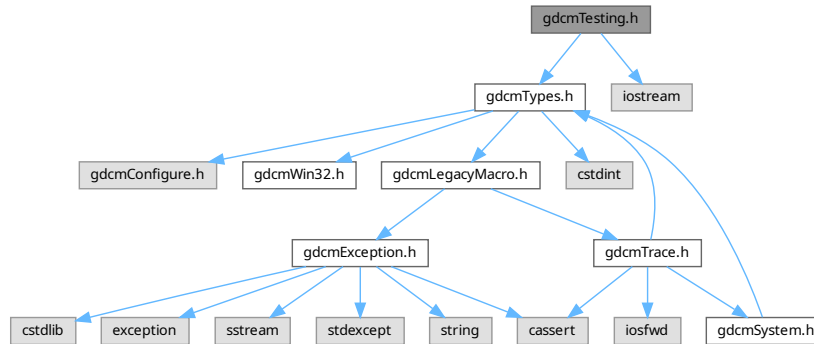 gdcmTesting.h
gdcmTypes.h
iostream
gdcmConfigure.h
gdcmWin32.h
gdcmLegacyMacro.h
cstdint
gdcmException.h
gdcmTrace.h
cstdlib
exception
sstream
stdexcept
string
cassert
iosfwd
gdcmSystem.h